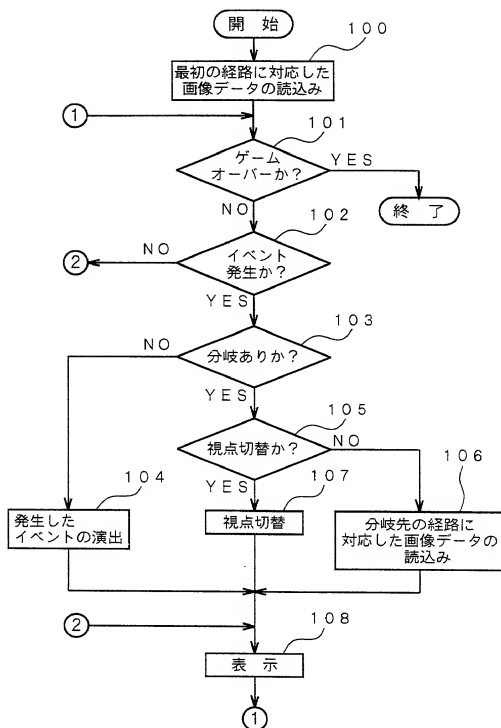 開 始
１００
最初の経路に対応した
画像データの読込み
①
１０１
ゲーム
オーバーか？
ＹＥＳ
ＮＯ
終 了
１０２
イベント
発生か？
ＮＯ
②
ＹＥＳ
１０３
分岐ありか？
ＮＯ
ＹＥＳ
１０５
視点切替か？
ＮＯ
ＹＥＳ
１０４
発生した
イベントの演出
１０７
視点切替
１０６
分岐先の経路に
対応した画像データの
読込み
②
１０８
表 示
①